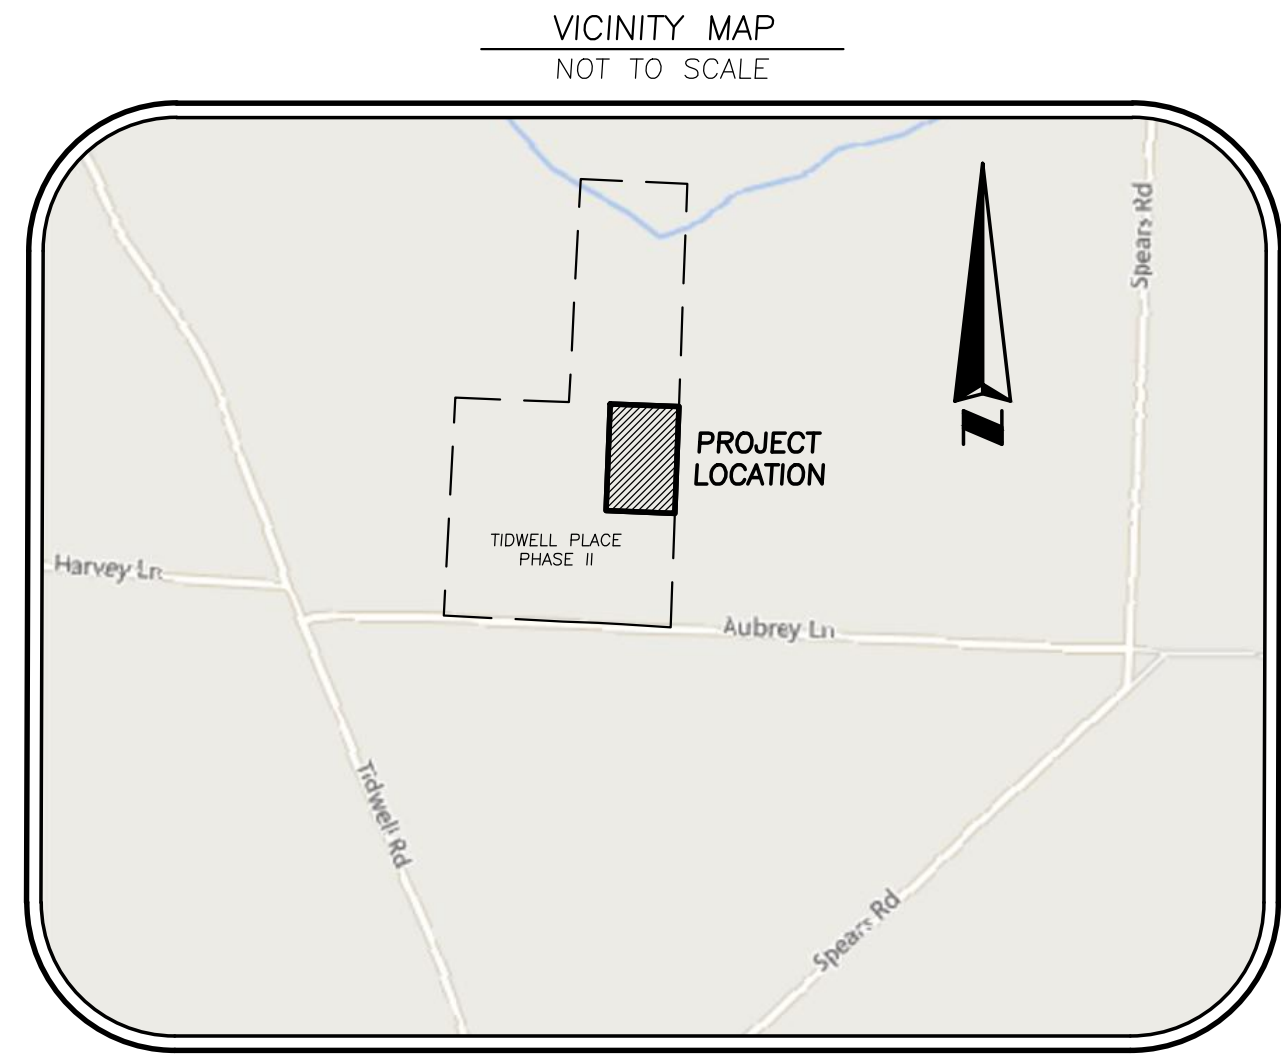 VICINITY MAP
NOT TO SCALE
Spears Rd
N
PROJECT
LOCATION
TIDWELL PLACE
PHASE II
Harvey Ln
Aubrey Ln
Tidwell Rd
Spears Rd